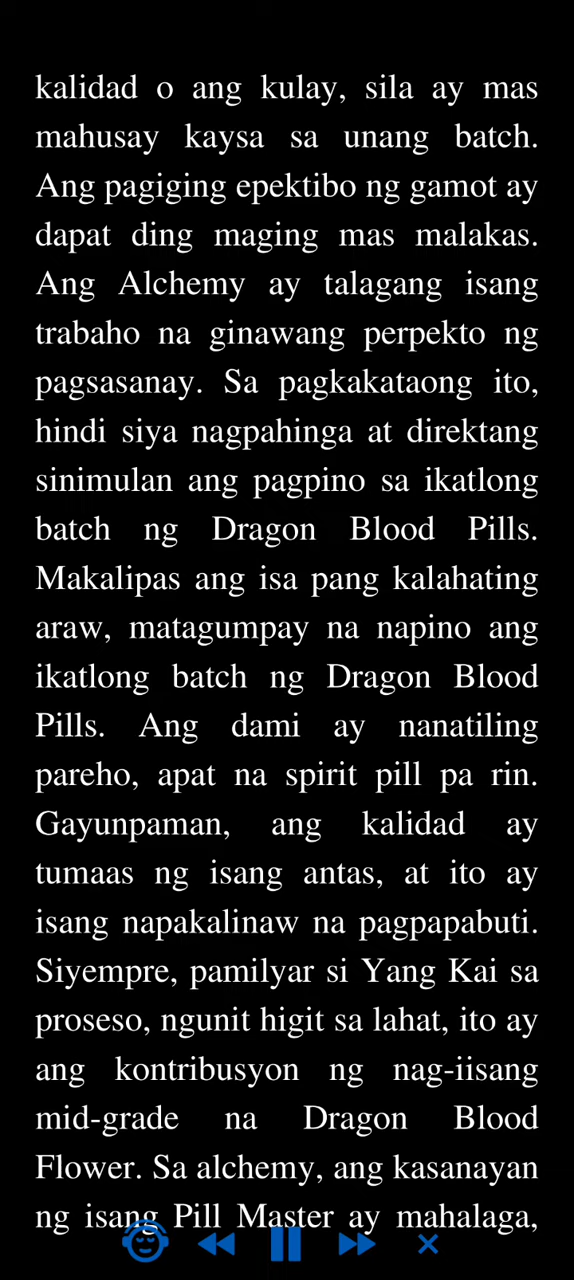 kalidad o ang kulay, sila ay mas
mahusay kaysa sa unang batch.
Ang pagiging epektibo ng gamot ay
dapat ding maging mas malakas.
Ang Alchemy ay talagang isang
trabaho na ginawang perpekto ng
pagsasanay. Sa pagkakataong ito,
hindi siya nagpahinga at direktang
sinimulan ang pagpino sa ikatlong
batch ng Dragon Blood Pills.
Makalipas ang isa pang kalahating
araw, matagumpay na napino ang
ikatlong batch ng Dragon Blood
Pills. Ang dami ay nanatiling
pareho, apat na spirit pill pa rin.
Gayunpaman, ang kalidad ay
tumaas ng isang antas, at ito ay
isang napakalinaw na pagpapabuti.
Siyempre, pamilyar si Yang Kai sa
proseso, ngunit higit sa lahat, ito ay
ang kontribusyon ng nag-iisang
mid-grade na Dragon Blood
Flower. Sa alchemy, ang kasanayan
ng isang Pill Master ay mahalaga,